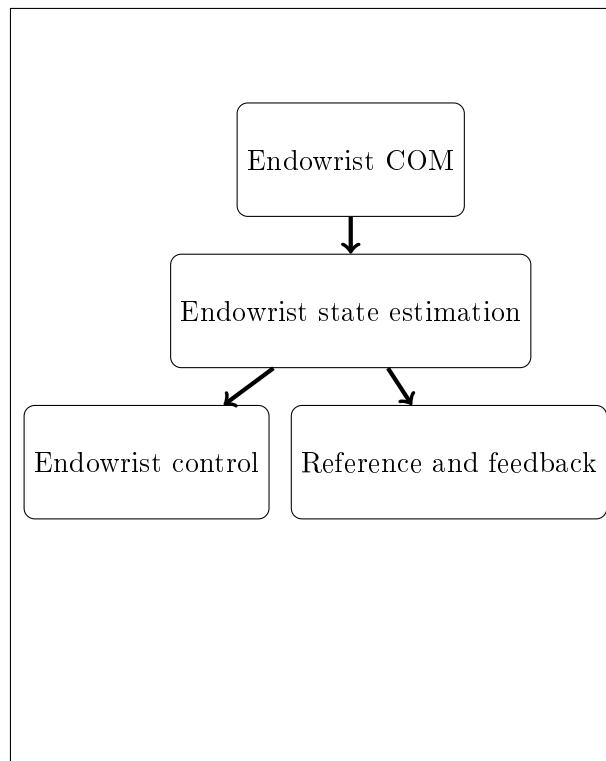 Endowrist COM
Endowrist state estimation
Endowrist control
Reference and feedback